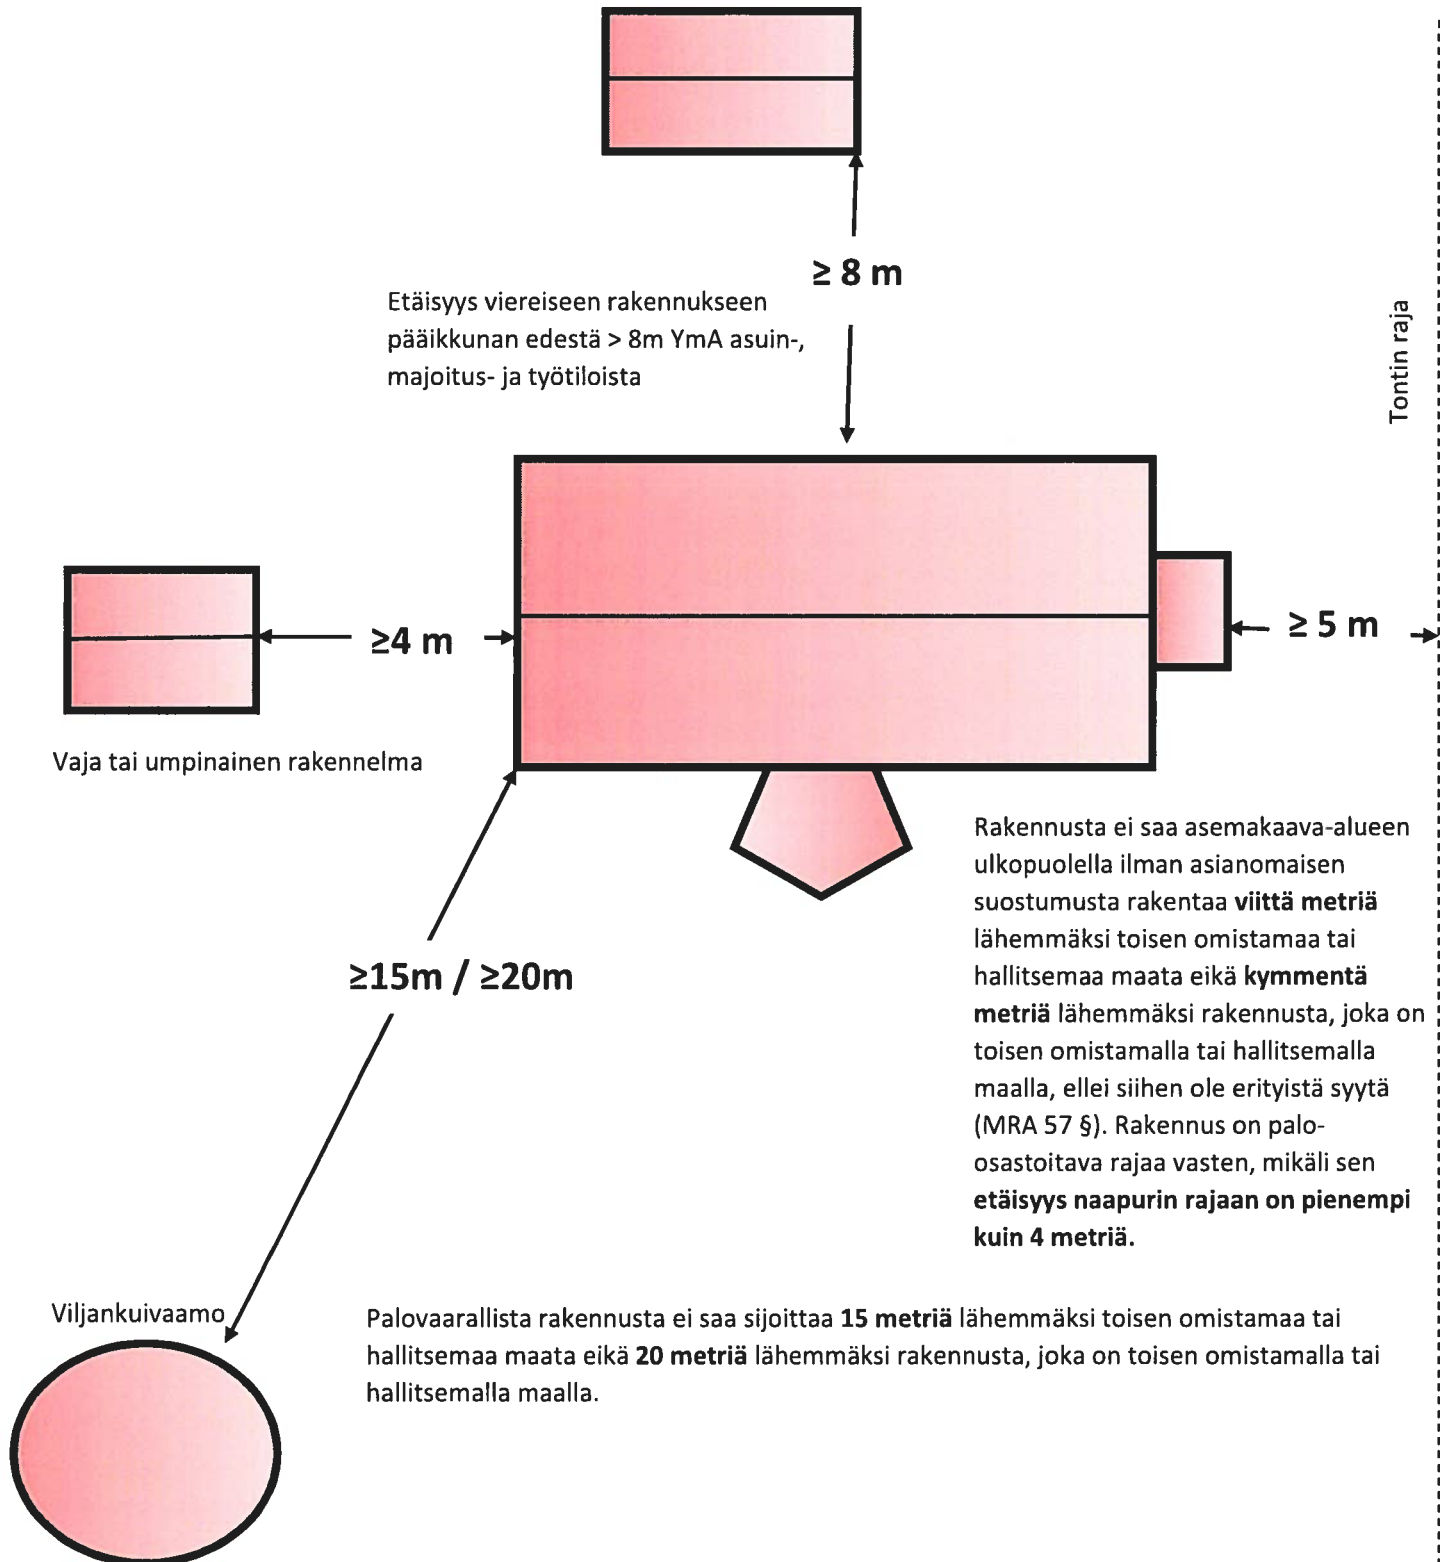 ≥ 8 m
Etäisyys viereiseen rakennukseen
pääikkunan edestä > 8m YmA asuin-,
majoitus- ja työtiloista
Tontin raja
≥4 m
≥ 5 m
Vaja tai umpinainen rakennelma
Rakennusta ei saa asemakaava-alueen
ulkopuolella ilman asianomaisen
suostumusta rakentaa viittä metriä
lähemmäksi toisen omistamaa tai
hallitsemaa maata eikä kymmentä
metriä lähemmäksi rakennusta, joka on
toisen omistamalla tai hallitsemalla
maalla, ellei siihen ole erityistä syytä
(MRA 57 §). Rakennus on palo-
osastoitava rajaa vasten, mikäli sen
etäisyys naapurin rajaan on pienempi
kuin 4 metriä.
≥15m / ≥20m
Viljankuivaamo
Palovaarallista rakennusta ei saa sijoittaa 15 metriä lähemmäksi toisen omistamaa tai
hallitsemaa maata eikä 20 metriä lähemmäksi rakennusta, joka on toisen omistamalla tai
hallitsemalla maalla.